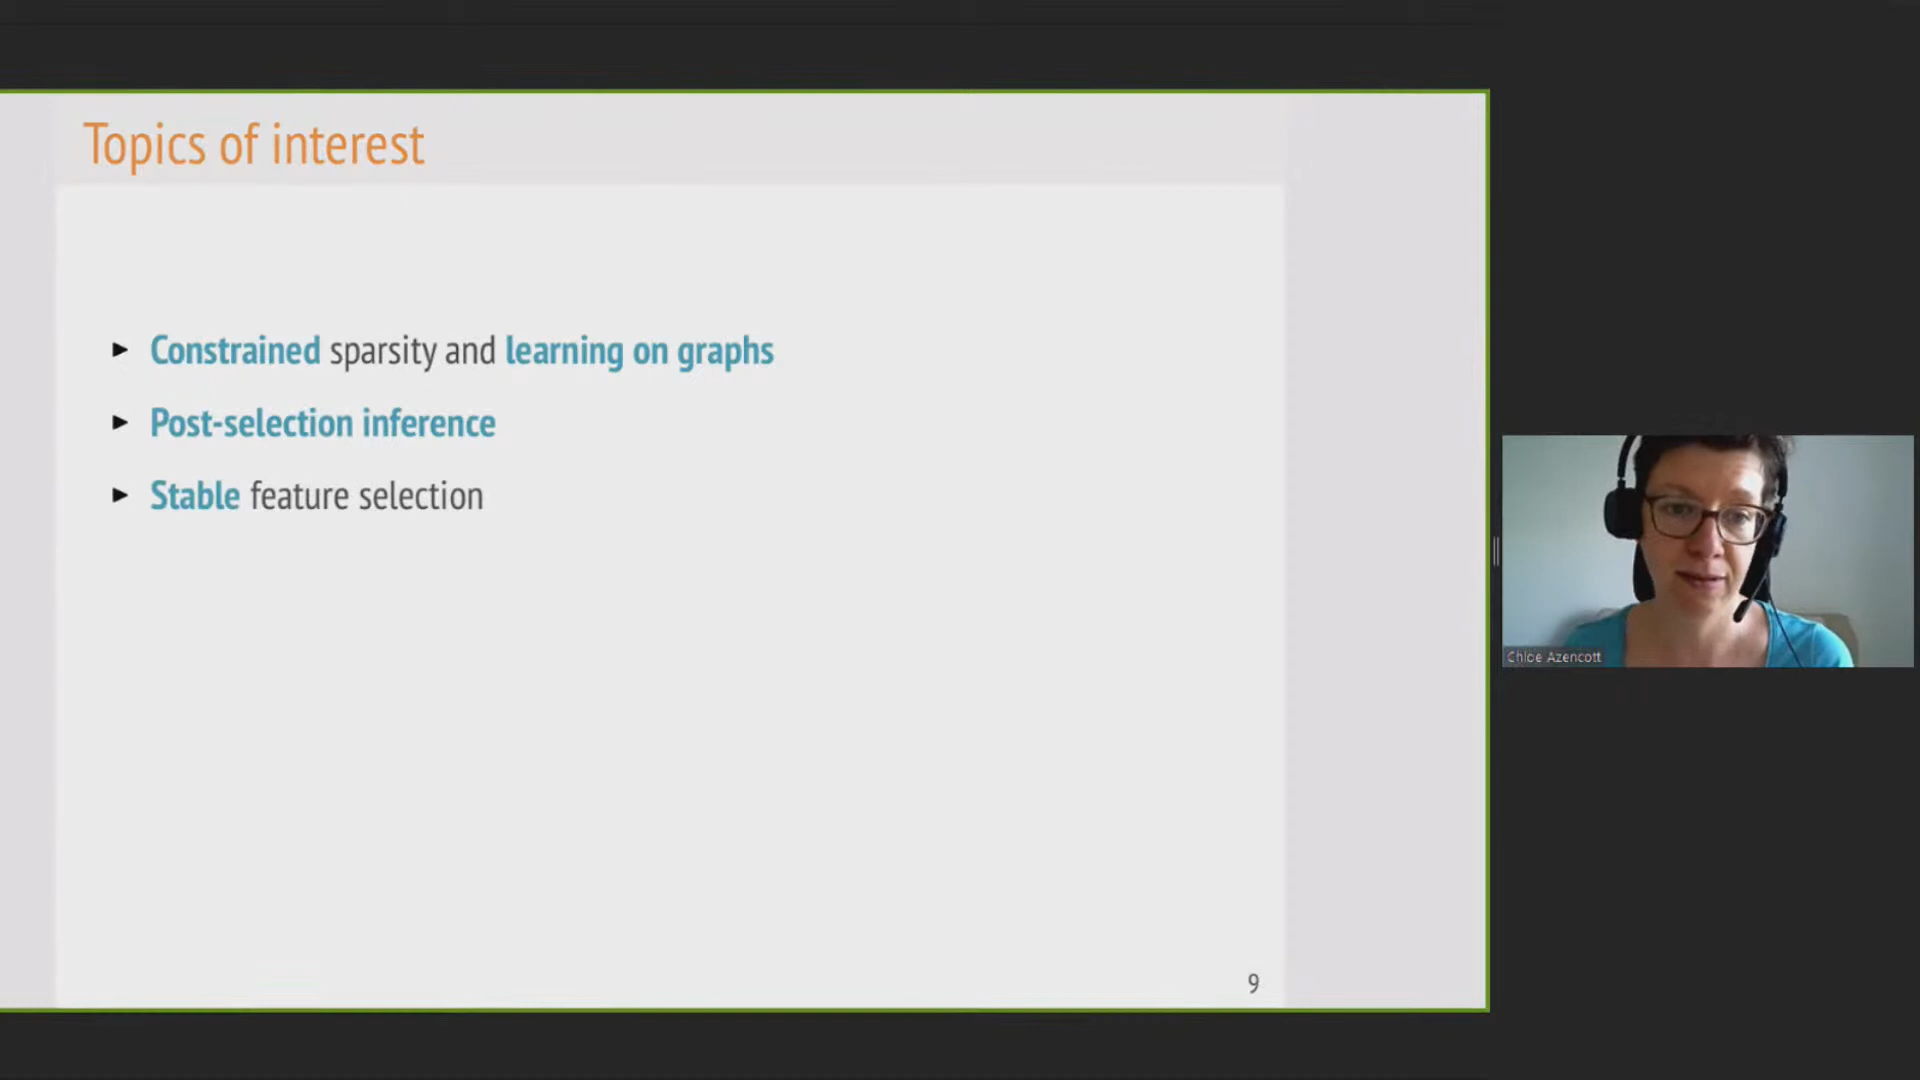 Topics of interest
► Constrained sparsity and learning on graphs
► Post-selection inference
► Stable feature selection
9
Chloe Azencott